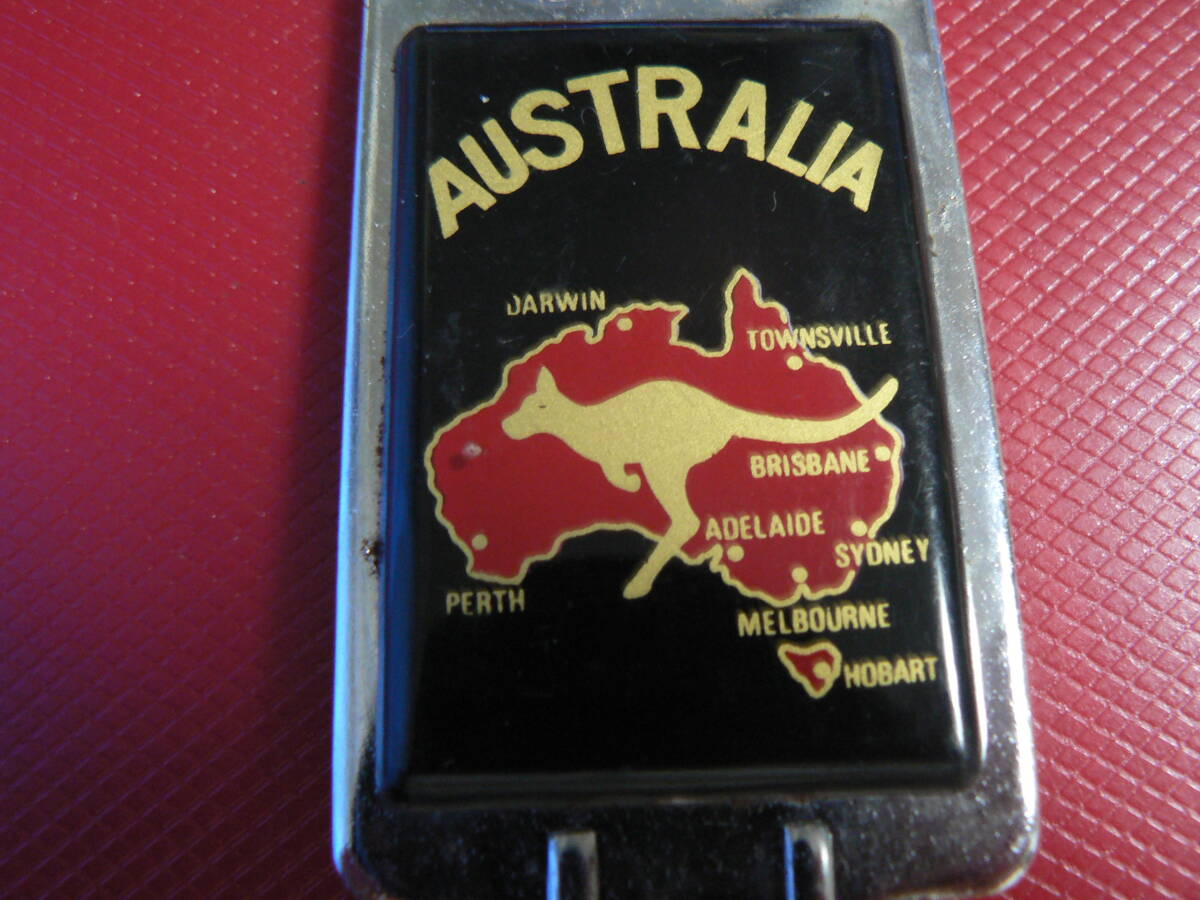 AUSTRALIA
DARWIN
TOWNSVILLE
BRISBANE
ADELAIDE
SYDNEY
PERTH
MELBOURNE
HOBART